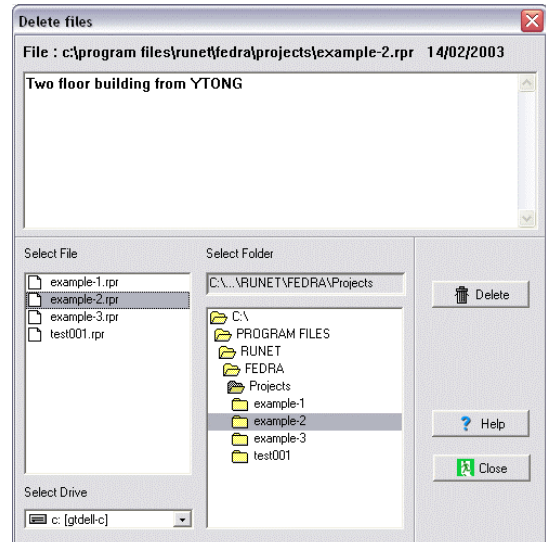 Delete files
File : c:\program files\runet\fedra\projects\example-2.rpr 14/02/2003
Two floor building from YTONG
Select File
example-1.rpr
example-2.rpr
example-3.rpr
test001.rpr
Select Drive
c: [gtdell-c]
Select Folder
C:\...\RUNET\FEDRA\Projects
C:\
PROGRAM FILES
RUNET
FEDRA
Projects
example-1
example-2
example-3
test001
Delete
? Help
Close